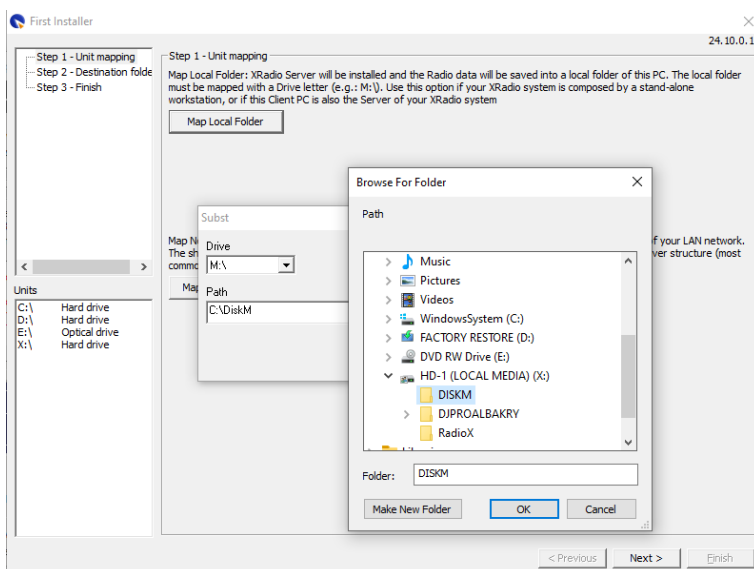 First Installer
24.10.0.1
Step 1 - Unit mapping
Step 2 - Destination folde
Step 3 - Finish
Step 1 - Unit mapping
Map Local Folder: XRadio Server will be installed and the Radio data will be saved into a local folder of this PC. The local folder
must be mapped with a Drive letter (e.g.: M:\). Use this option if your XRadio system is composed by a stand-alone
workstation, or if this Client PC is also the Server of your XRadio system
Map Local Folder
Map N
The sh
commo
f your LAN network.
ver structure (most
Map
Units
C:\ Hard drive
D:\ Hard drive
E:\ Optical drive
X:\ Hard drive
Subst
Drive
M:\
Path
C:\DiskM
Browse For Folder
Path
Music
Pictures
Videos
WindowsSystem (C:)
FACTORY RESTORE (D:)
DVD RW Drive (E:)
HD-1 (LOCAL MEDIA) (X:)
DISKM
DJPROALBAKRY
RadioX
Folder: DISKM
Make New Folder OK Cancel
< Previous Next > Finish